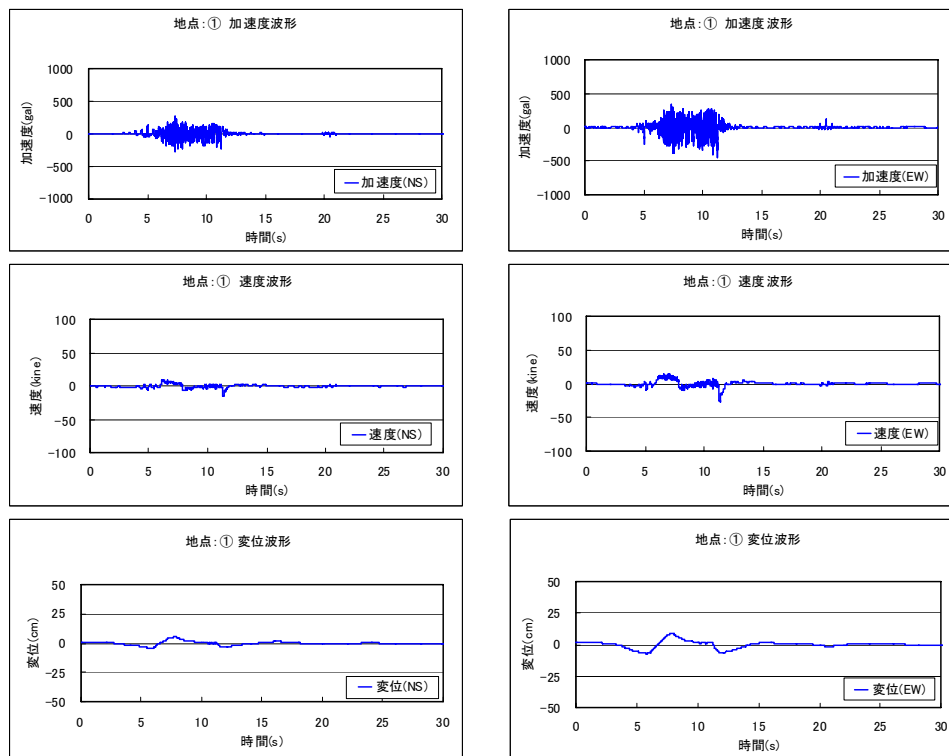 地点:① 加速度波形
1000
500
0
-500
-1000
加速度(gal)
加速度(NS)
0 5 10 15 20 25 30
時間(s)
地点:① 加速度波形
1000
500
0
-500
-1000
加速度(gal)
加速度(EW)
0 5 10 15 20 25 30
時間(s)
地点:① 速度波形
100
50
0
-50
-100
速度(kine)
速度(NS)
0 5 10 15 20 25 30
時間(s)
地点:① 速度波形
100
50
0
-50
-100
速度(kine)
速度(EW)
0 5 10 15 20 25 30
時間(s)
地点:① 変位波形
50
25
0
-25
-50
変位(cm)
変位(NS)
0 5 10 15 20 25 30
時間(s)
地点:① 変位波形
50
25
0
-25
-50
変位(cm)
変位(EW)
0 5 10 15 20 25 30
時間(s)